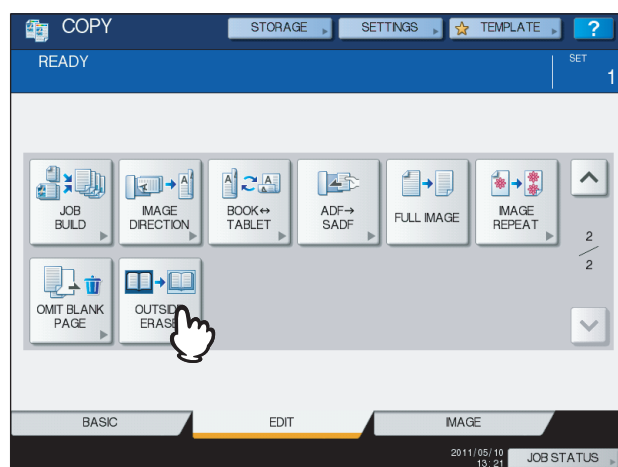 COPY
STORAGE
SETTINGS
TEMPLATE
?
READY
SET
1
JOB
BUILD
IMAGE
DIRECTION
BOOK↔
TABLET
ADF→
SADF
FULL IMAGE
IMAGE
REPEAT
2
2
OMIT BLANK
PAGE
OUTSIDE
ERASE
BASIC
EDIT
IMAGE
2011/05/10
13:21
JOB STATUS